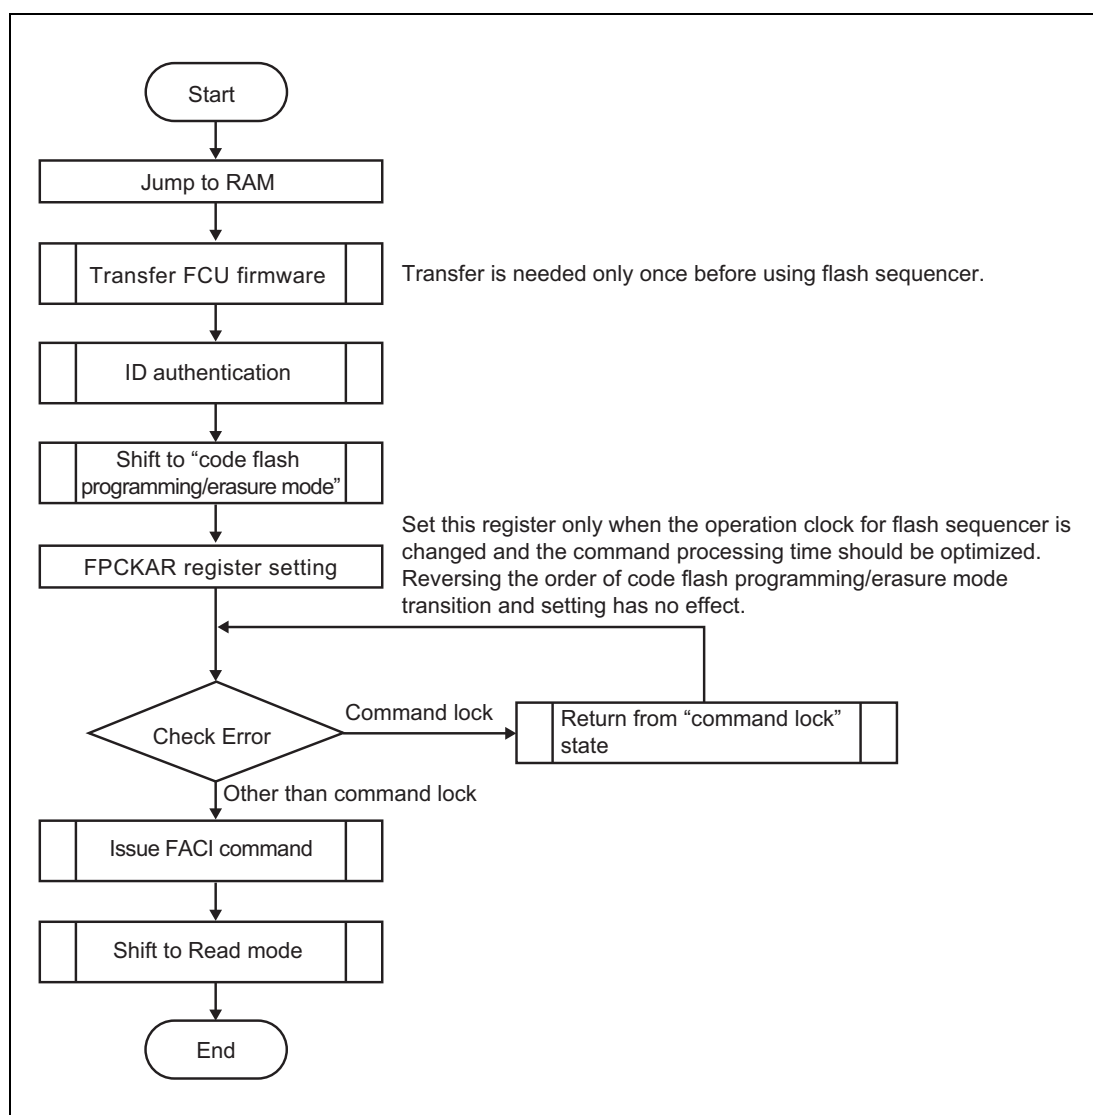 Start
Jump to RAM
Transfer FCU firmware
Transfer is needed only once before using flash sequencer.
ID authentication
Shift to “code flash
programming/erasure mode”
Set this register only when the operation clock for flash sequencer is
changed and the command processing time should be optimized.
Reversing the order of code flash programming/erasure mode
transition and setting has no effect.
FPCKAR register setting
Check Error
Command lock
Return from “command lock”
state
Other than command lock
Issue FACI command
Shift to Read mode
End